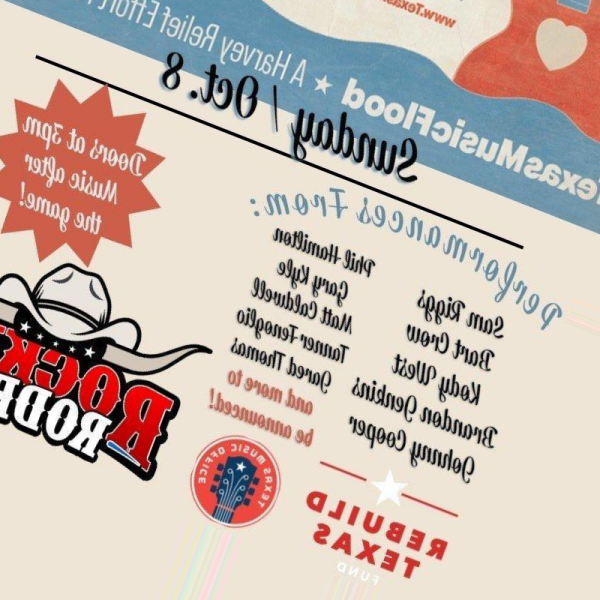 www.Texas
TexasMusicFlood ★ A Harvey Relief Effort
Sunday / Oct. 8
Doors at 3pm
Music after
the game!
Performances From:
Sam Riggs
Bart Crow
Kody West
Brandon Jenkins
Johnny Cooper
Phil Hamilton
Gary Kyle
Matt Caldwell
Tanner Fenoglio
Jared Thomas
and more to
be announced!
TEXAS MUSIC OFFICE
REBUILD
TEXAS
FUND